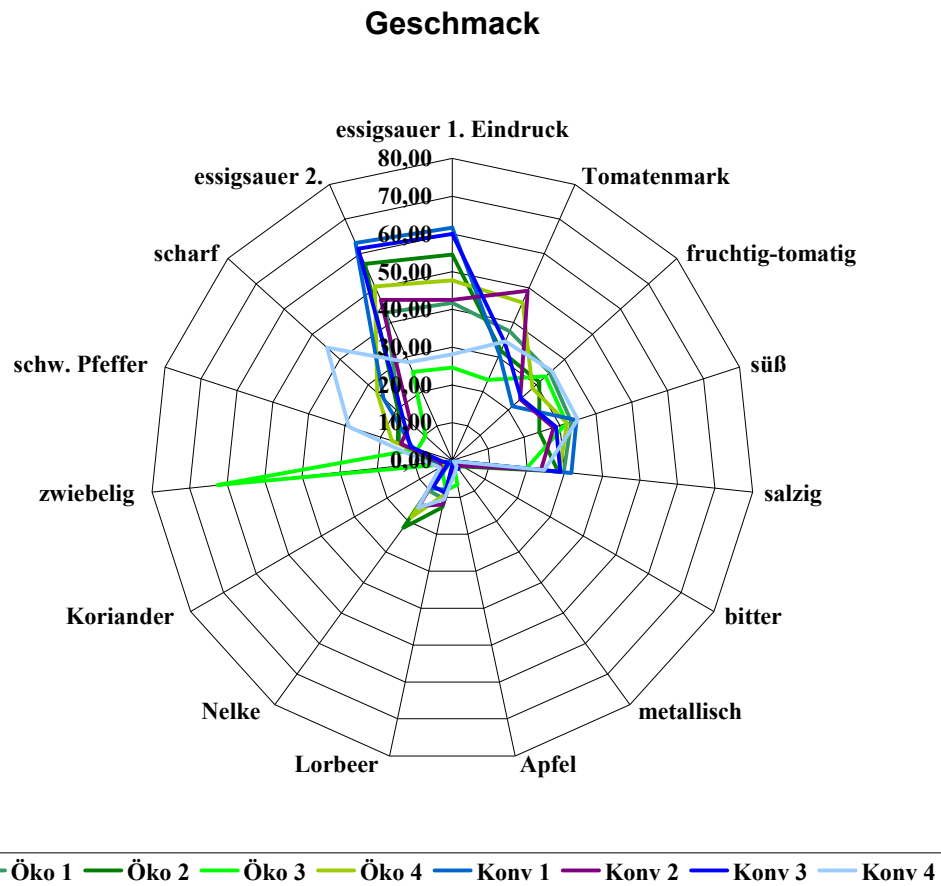 Geschmack
essigsauer 1. Eindruck
80,00
70,00
60,00
50,00
40,00
30,00
20,00
10,00
0,00
Tomatenmark
fruchtig-tomatig
süß
salzig
bitter
metallisch
Apfel
Lorbeer
Nelke
Koriander
zwiebelig
schw. Pfeffer
scharf
essigsauer 2.
Öko 1 Öko 2 Öko 3 Öko 4 Konv 1 Konv 2 Konv 3 Konv 4